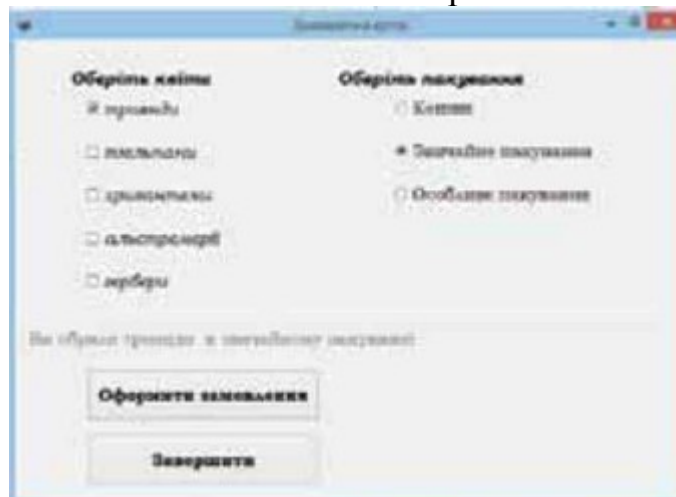 Оберіть квіти
троянди
тюльпани
хризантеми
альстромерії
гербери
Оберіть пакування
Кошик
Звичайне пакування
Особливе пакування
Ви обрали троянди в звичайному пакуванні
Оформити замовлення
Завершити